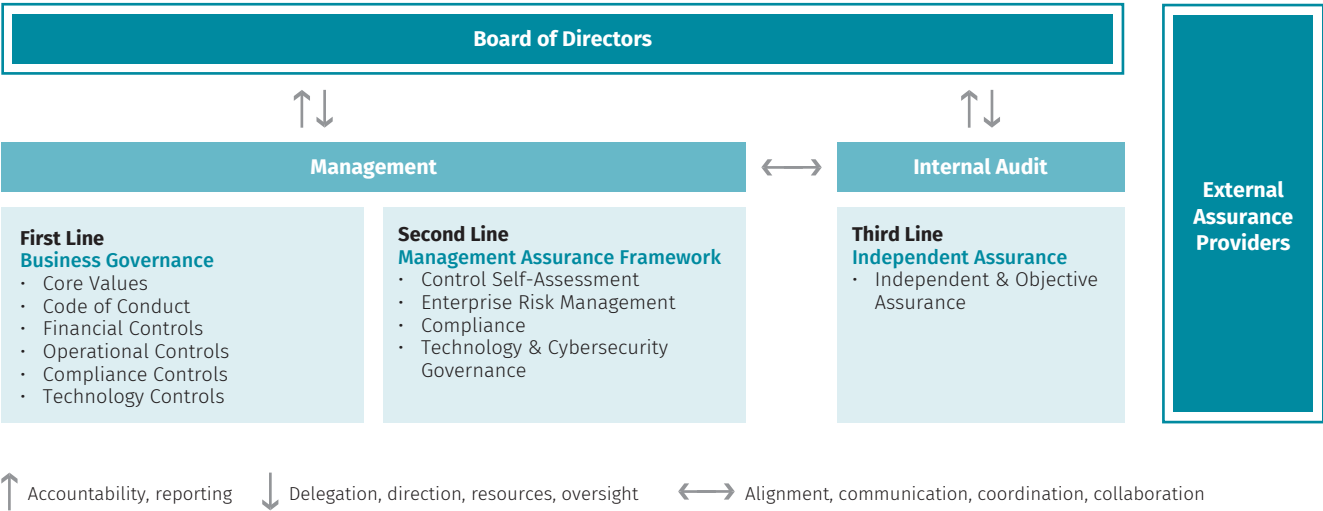 Board of Directors
Management
Internal Audit
First Line
Business Governance
· Core Values
· Code of Conduct
· Financial Controls
· Operational Controls
· Compliance Controls
· Technology Controls
Second Line
Management Assurance Framework
· Control Self-Assessment
· Enterprise Risk Management
· Compliance
· Technology & Cybersecurity
Governance
Third Line
Independent Assurance
· Independent & Objective
Assurance
External
Assurance
Providers
Accountability, reporting
Delegation, direction, resources, oversight
Alignment, communication, coordination, collaboration